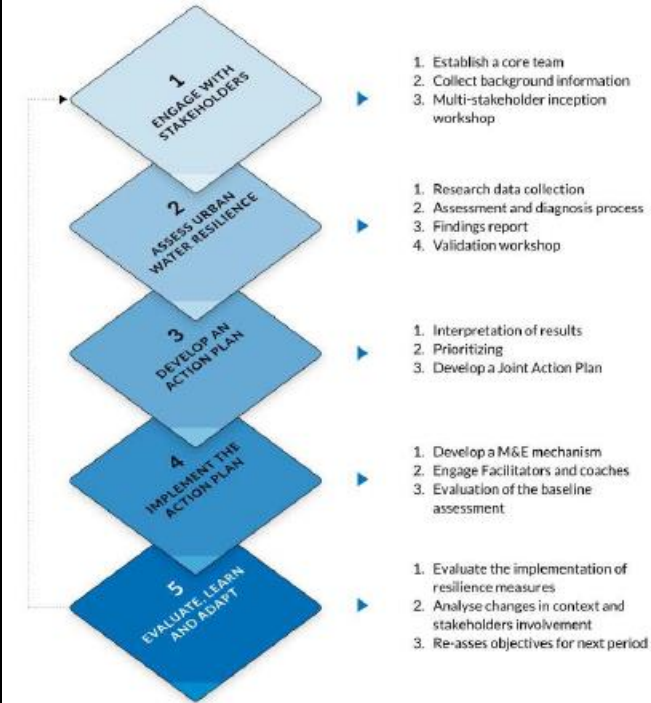 1
ENGAGE WITH
STAKEHOLDERS
1. Establish a core team
2. Collect background information
3. Multi-stakeholder inception
workshop
2
ASSESS URBAN
WATER RESILIENCE
1. Research data collection
2. Assessment and diagnosis process
3. Findings report
4. Validation workshop
3
DEVELOP AN
ACTION PLAN
1. Interpretation of results
2. Prioritizing
3. Develop a Joint Action Plan
4
IMPLEMENT THE
ACTION PLAN
1. Develop a M&E mechanism
2. Engage Facilitators and coaches
3. Evaluation of the baseline
assessment
5
EVALUATE, LEARN
AND ADAPT
1. Evaluate the implementation of
resilience measures
2. Analyse changes in context and
stakeholders involvement
3. Re-asses objectives for next period